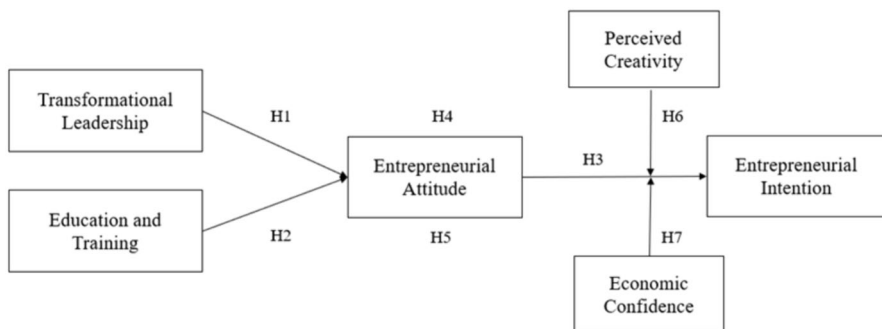 Perceived
Creativity
Transformational
Leadership
H1
H4
H6
Entrepreneurial
Attitude
H3
Entrepreneurial
Intention
Education and
Training
H2
H5
H7
Economic
Confidence